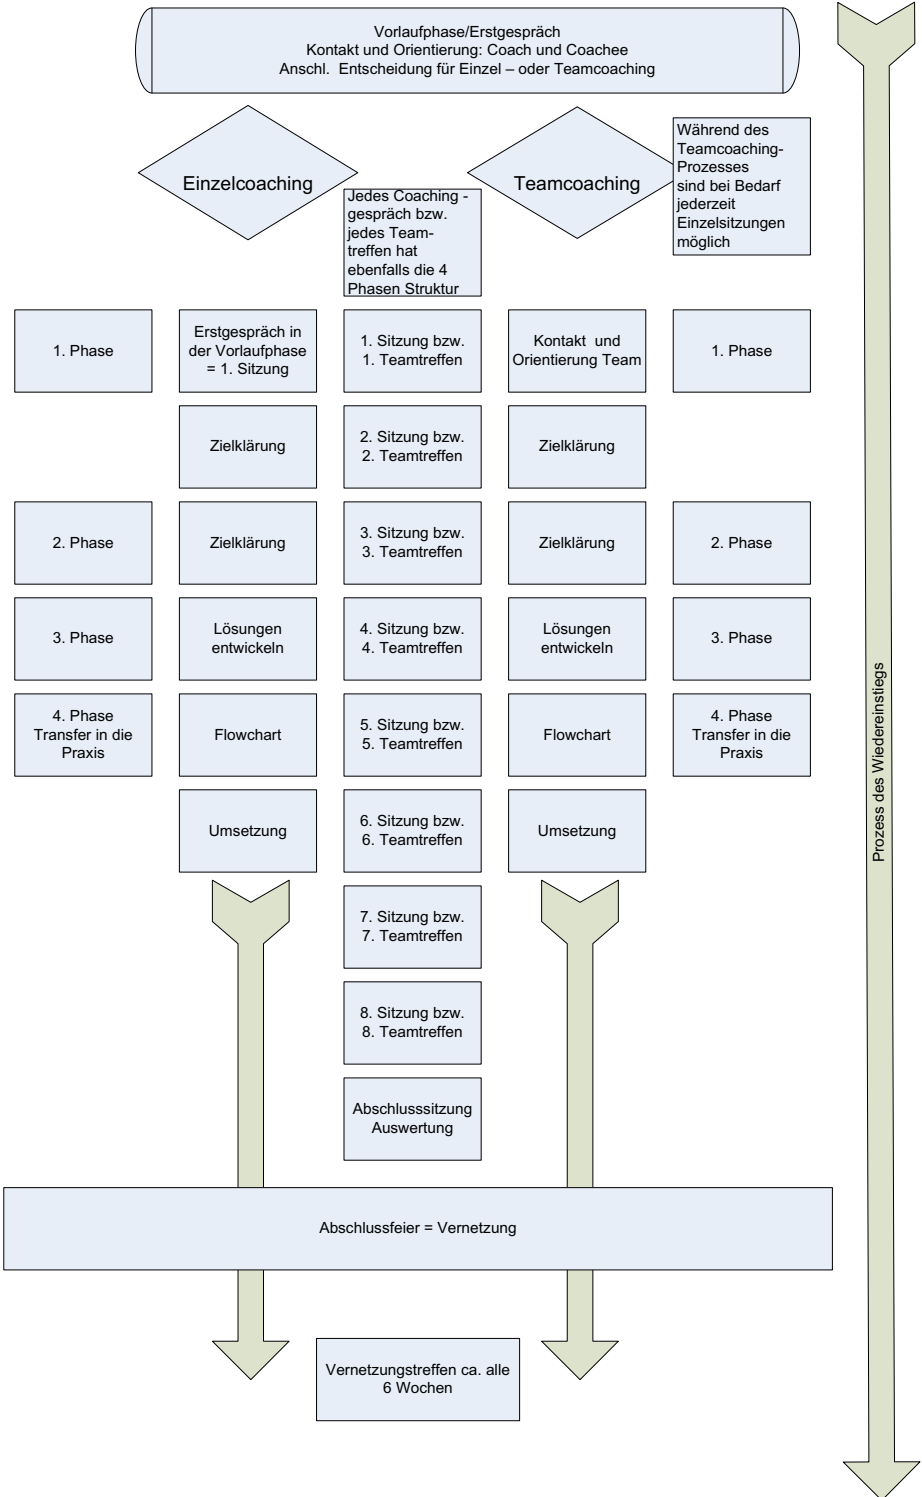 Vorlaufphase/Erstgespräch
Kontakt und Orientierung: Coach und Coachee
Anschl. Entscheidung für Einzel – oder Teamcoaching
Einzelcoaching
Teamcoaching
Während des
Teamcoaching-
Prozesses
sind bei Bedarf
jederzeit
Einzelsitzungen
möglich
Jedes Coaching -
gespräch bzw.
jedes Team-
treffen hat
ebenfalls die 4
Phasen Struktur
1. Phase
Erstgespräch in
der Vorlaufphase
= 1. Sitzung
1. Sitzung bzw.
1. Teamtreffen
Kontakt und
Orientierung Team
1. Phase
Zielklärung
2. Sitzung bzw.
2. Teamtreffen
Zielklärung
2. Phase
Zielklärung
3. Sitzung bzw.
3. Teamtreffen
Zielklärung
2. Phase
3. Phase
Lösungen
entwickeln
4. Sitzung bzw.
4. Teamtreffen
Lösungen
entwickeln
3. Phase
4. Phase
Transfer in die
Praxis
Flowchart
5. Sitzung bzw.
5. Teamtreffen
Flowchart
4. Phase
Transfer in die
Praxis
Umsetzung
6. Sitzung bzw.
6. Teamtreffen
Umsetzung
7. Sitzung bzw.
7. Teamtreffen
8. Sitzung bzw.
8. Teamtreffen
Abschlusssitzung
Auswertung
Abschlussfeier = Vernetzung
Vernetzungstreffen ca. alle
6 Wochen
Prozess des Wiedereinstiegs